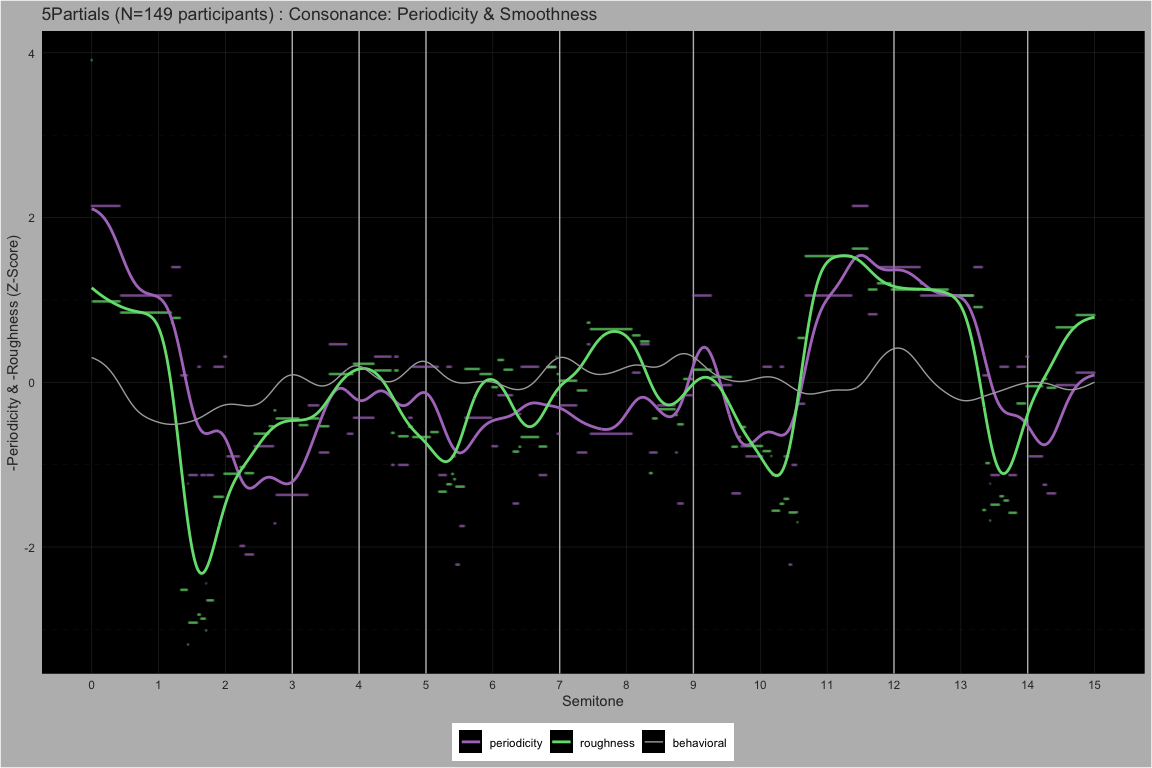 5Partials (N=149 participants) : Consonance: Periodicity & Smoothness
-Periodicity & -Roughness (Z-Score)
4
2
0
-2
0 1 2 3 4 5 6 7 8 9 10 11 12 13 14 15
Semitone
periodicity roughness behavioral